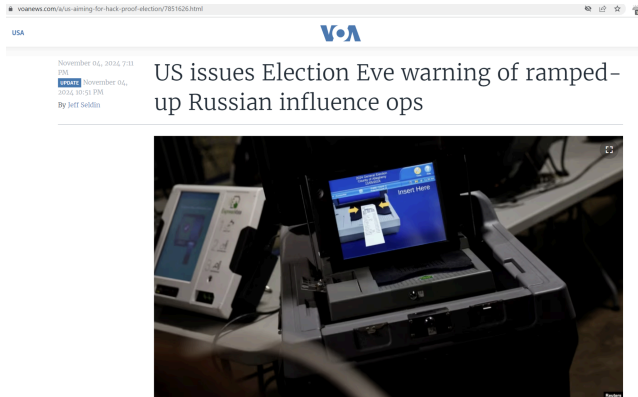 voanews.com/a/us-aiming-for-hack-proof-election/7851626.html
USA
VOA
November 04, 2024 7:11
PM
UPDATE November 04,
2024 10:51 PM
By Jeff Seldin
US issues Election Eve warning of ramped-
up Russian influence ops
Insert Here
Reuters